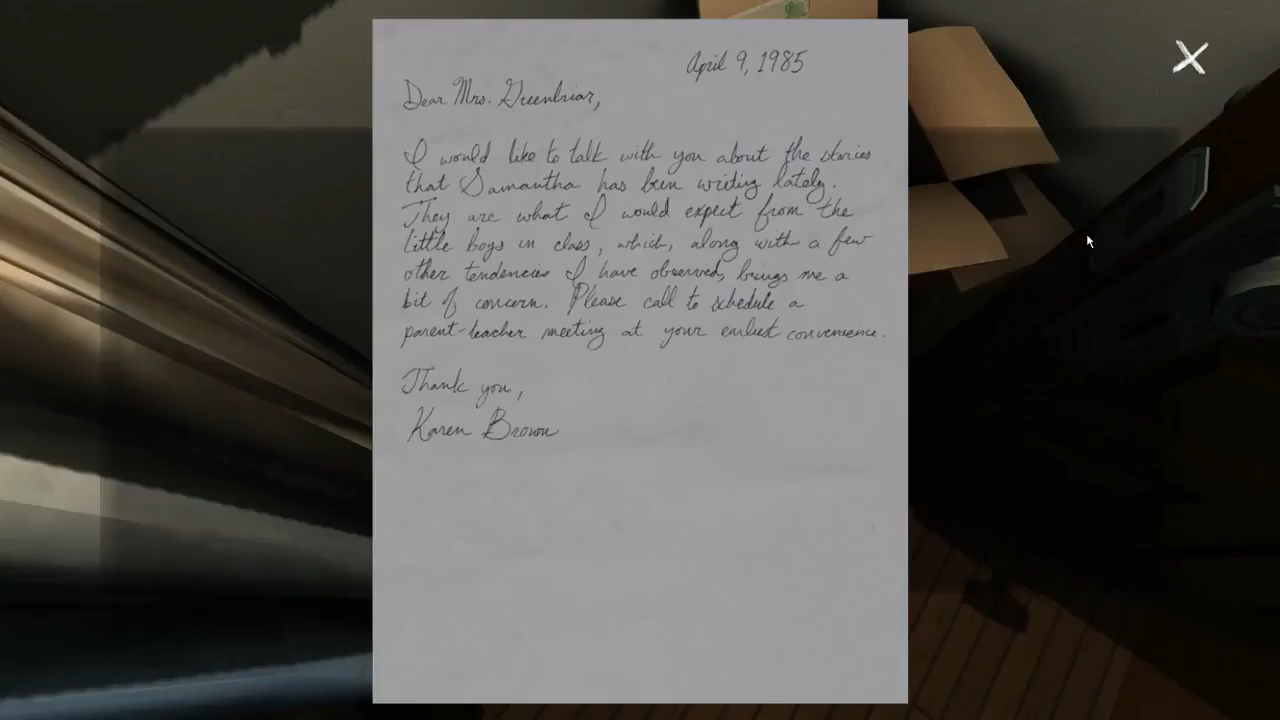 April 9, 1985
Dear Mrs. Greenbriar,
I would like to talk with you about the stories
that Samantha has been writing lately.
They are what I would expect from the
little boys in class, which, along with a few
other tendencies I have observed, brings me a
bit of concern. Please call to schedule a
parent-teacher meeting at your earliest convenience.
Thank you,
Karen Brown